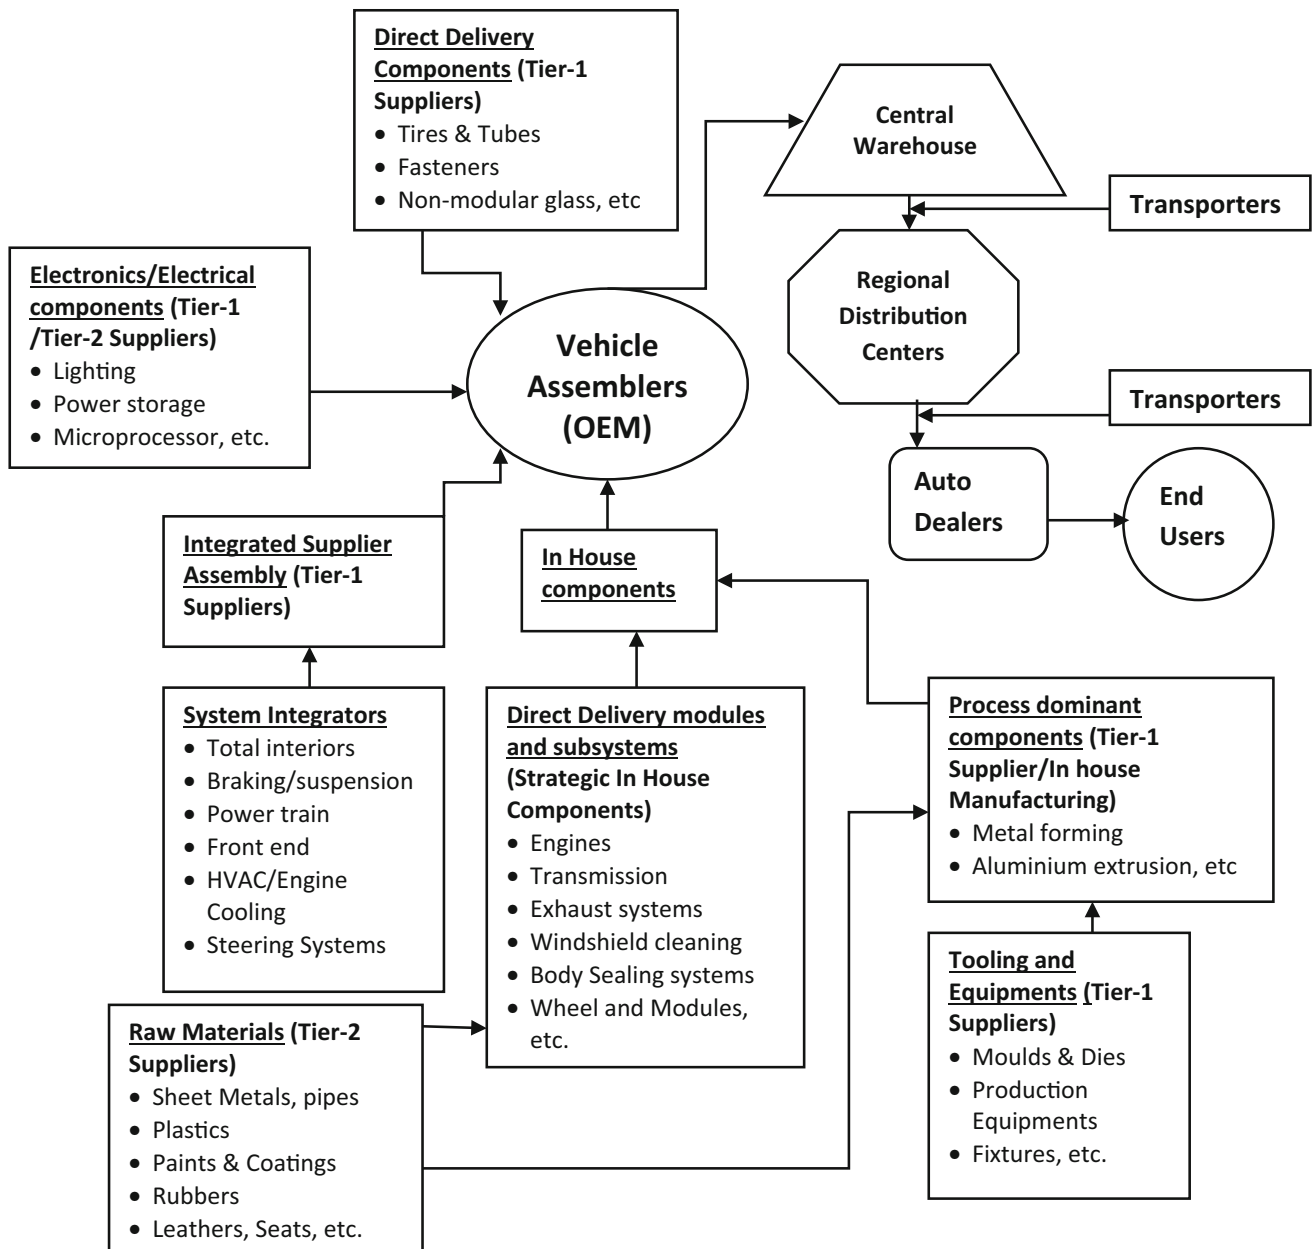 Direct Delivery
Components (Tier-1
Suppliers)
• Tires & Tubes
• Fasteners
• Non-modular glass, etc
Central
Warehouse
Transporters
Electronics/Electrical
components (Tier-1
/Tier-2 Suppliers)
• Lighting
• Power storage
• Microprocessor, etc.
Vehicle
Assemblers
(OEM)
Regional
Distribution
Centers
Transporters
Auto
Dealers
End
Users
Integrated Supplier
Assembly (Tier-1
Suppliers)
In House
components
System Integrators
• Total interiors
• Braking/suspension
• Power train
• Front end
• HVAC/Engine
Cooling
• Steering Systems
Direct Delivery modules
and subsystems
(Strategic In House
Components)
• Engines
• Transmission
• Exhaust systems
• Windshield cleaning
• Body Sealing systems
• Wheel and Modules,
etc.
Process dominant
components (Tier-1
Supplier/In house
Manufacturing)
• Metal forming
• Aluminium extrusion, etc
Tooling and
Equipments (Tier-1
Suppliers)
• Moulds & Dies
• Production
Equipments
• Fixtures, etc.
Raw Materials (Tier-2
Suppliers)
• Sheet Metals, pipes
• Plastics
• Paints & Coatings
• Rubbers
• Leathers, Seats, etc.